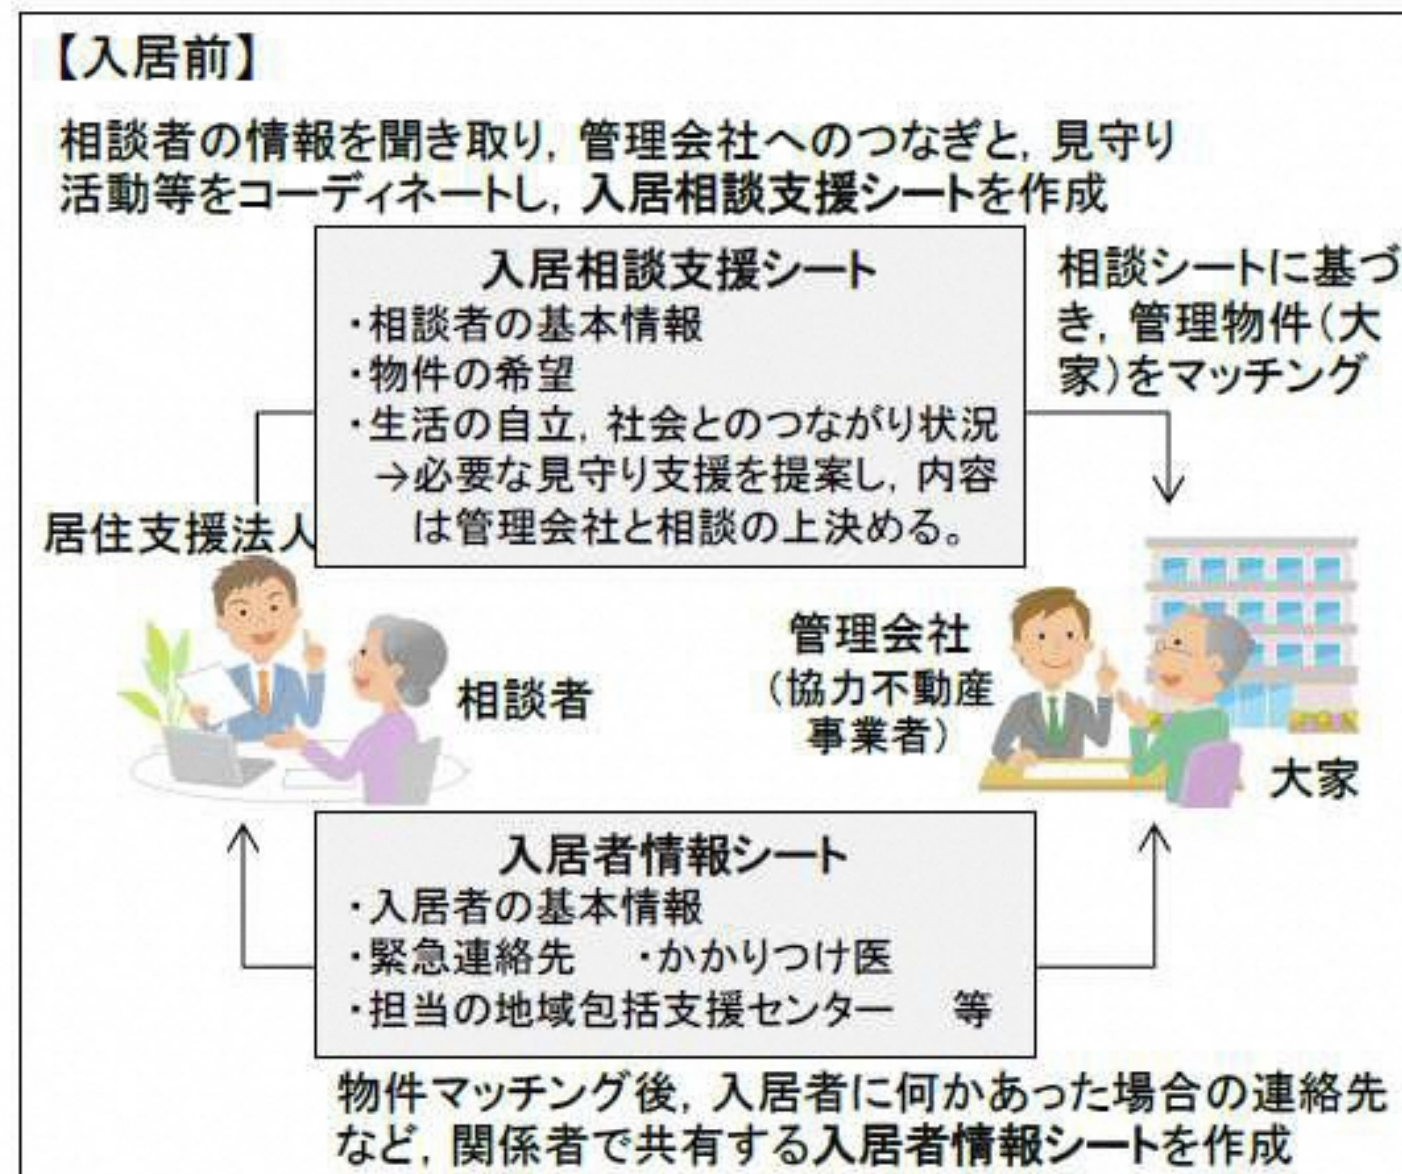 【入居前】
相談者の情報を聞き取り，管理会社へのつなぎと，見守り
活動等をコーディネートし，入居相談支援シートを作成
入居相談支援シート
・相談者の基本情報
・物件の希望
・生活の自立，社会とのつながり状況
→必要な見守り支援を提案し，内容
は管理会社と相談の上決める。
相談シートに基づ
き，管理物件（大
家）をマッチング
居住支援法人
相談者
管理会社
（協力不動産
事業者）
大家
入居者情報シート
・入居者の基本情報
・緊急連絡先　・かかりつけ医
・担当の地域包括支援センター　等
物件マッチング後，入居者に何かあった場合の連絡先
など，関係者で共有する入居者情報シートを作成